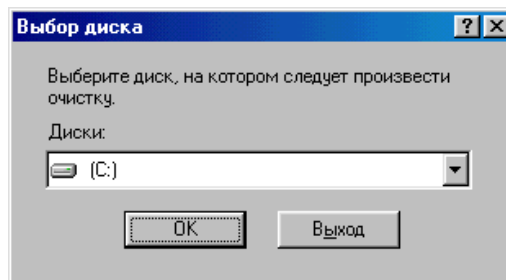 Выбор диска
Выберите диск, на котором следует произвести
очистку.
Диски:
(C:)
OK
Выход